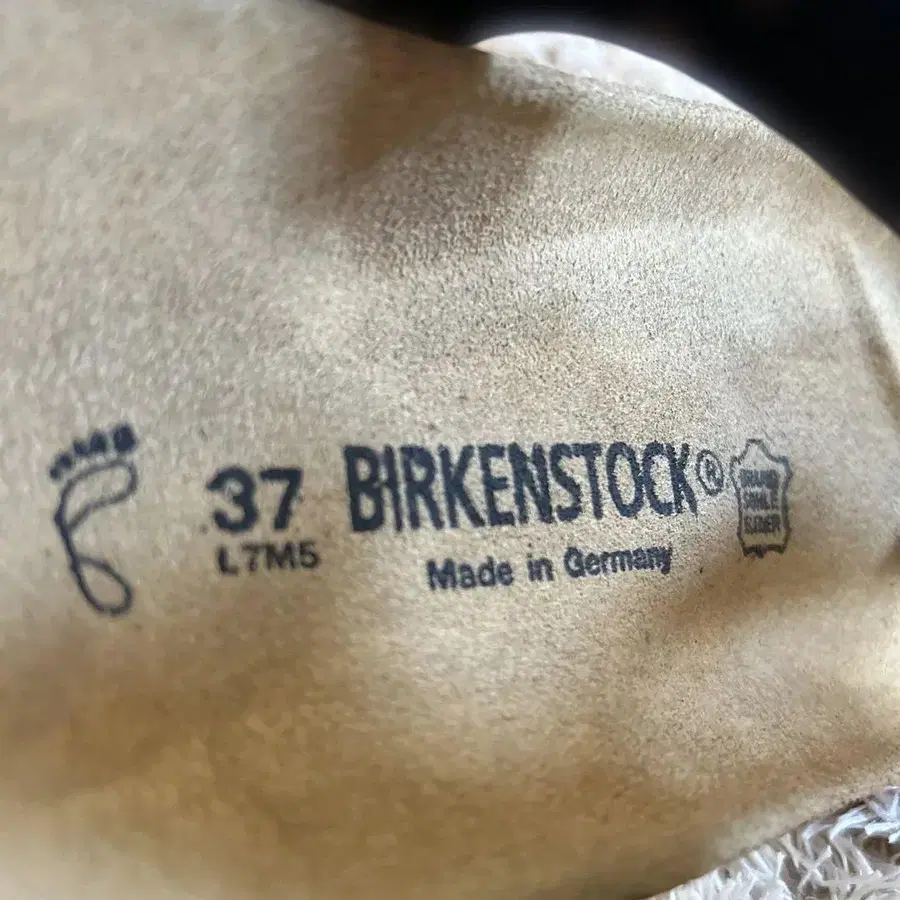 37
L7M5
BIRKENSTOCK®
Made in Germany